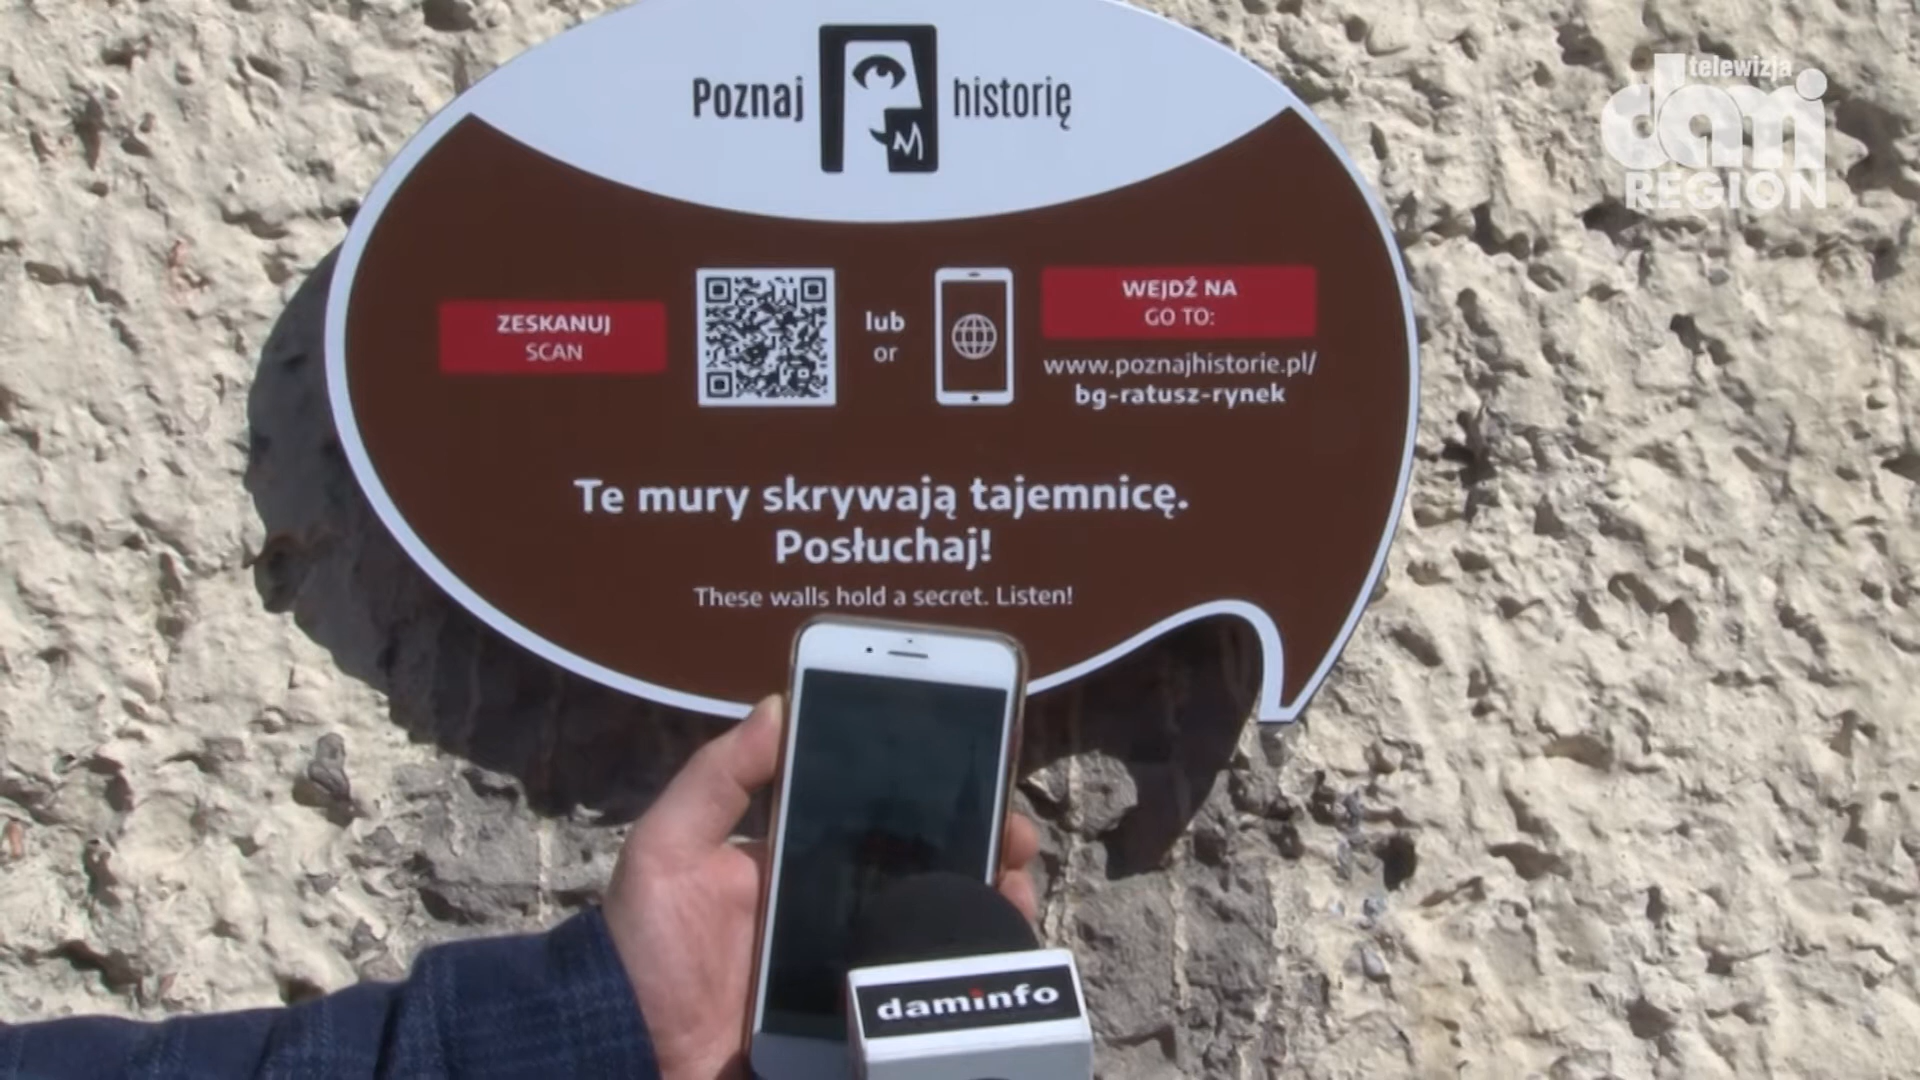 Poznaj historię
telewizja
dami
REGION
ZESKANUJ
SCAN
lub
or
WEJDŹ NA
GO TO:
www.poznajhistorie.pl/
bg-ratusz-rynek
Te mury skrywają tajemnicę.
Posłuchaj!
These walls hold a secret. Listen!
daminfo